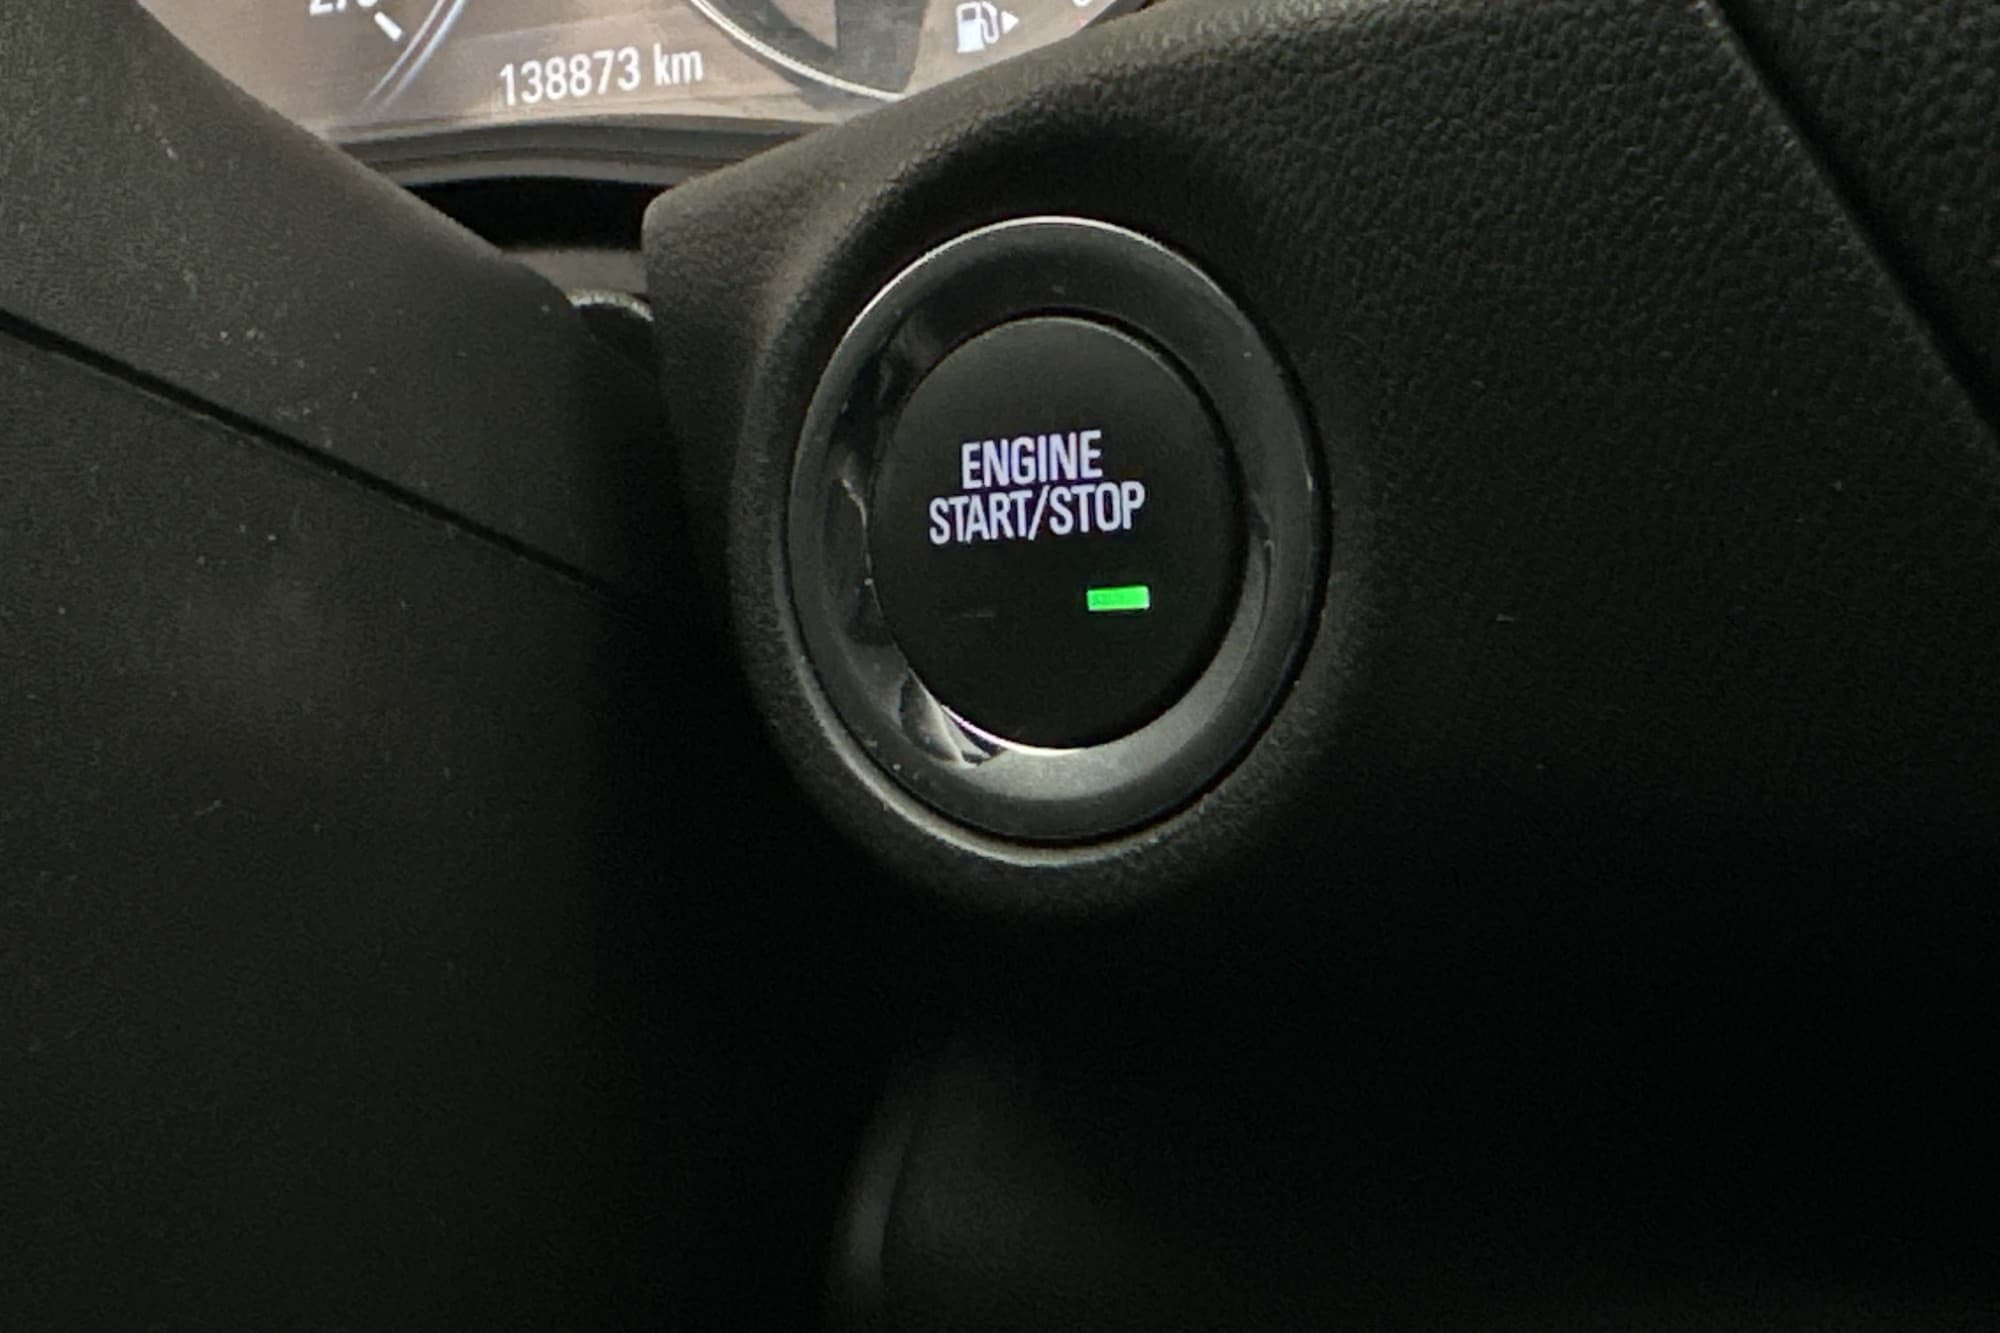 138873 km
ENGINE
START/STOP